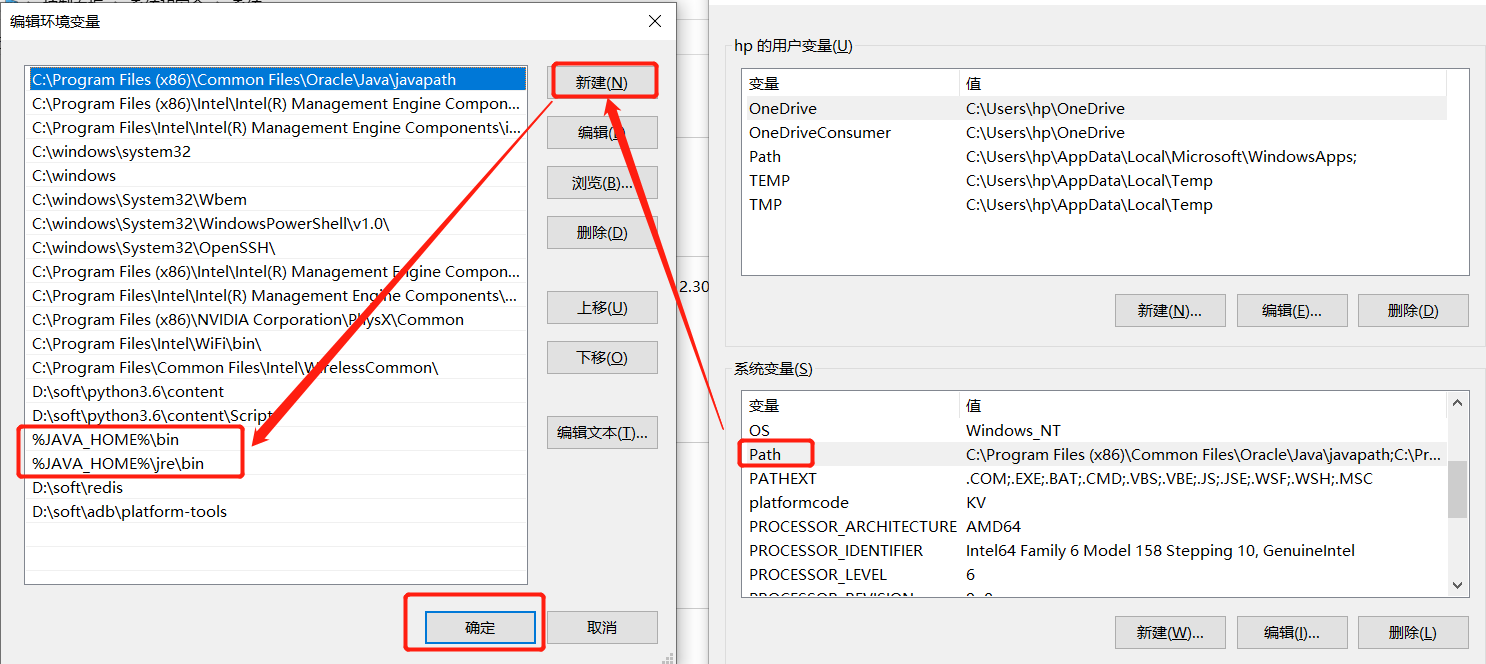 编辑环境变量
C:\Program Files (x86)\Common Files\Oracle\Java\javapath
C:\Program Files (x86)\Intel\Intel(R) Management Engine Compon...
C:\Program Files\Intel\Intel(R) Management Engine Components\i...
C:\windows\system32
C:\windows
C:\windows\System32\Wbem
C:\windows\System32\WindowsPowerShell\v1.0\
C:\windows\System32\OpenSSH\
C:\Program Files (x86)\Intel\Intel(R) Management Engine Compon...
C:\Program Files\Intel\Intel(R) Management Engine Components\...
C:\Program Files (x86)\NVIDIA Corporation\PhysX\Common
C:\Program Files\Intel\WiFi\bin\
C:\Program Files\Common Files\Intel\WirelessCommon\
D:\soft\python3.6\content
D:\soft\python3.6\content\Script
%JAVA_HOME%\bin
%JAVA_HOME%\jre\bin
D:\soft\redis
D:\soft\adb\platform-tools
新建(N)
编辑
浏览(B)...
删除(D)
上移(U)
下移(O)
编辑文本(T)...
确定
取消
2.30
hp 的用户变量(U)
变量 值
OneDrive C:\Users\hp\OneDrive
OneDriveConsumer C:\Users\hp\OneDrive
Path C:\Users\hp\AppData\Local\Microsoft\WindowsApps;
TEMP C:\Users\hp\AppData\Local\Temp
TMP C:\Users\hp\AppData\Local\Temp
新建(N)... 编辑(E)... 删除(D)
系统变量(S)
变量 值
OS Windows_NT
Path C:\Program Files (x86)\Common Files\Oracle\Java\javapath;C:\Pr...
PATHEXT .COM;.EXE;.BAT;.CMD;.VBS;.VBE;.JS;.JSE;.WSF;.WSH;.MSC
platformcode KV
PROCESSOR_ARCHITECTURE AMD64
PROCESSOR_IDENTIFIER Intel64 Family 6 Model 158 Stepping 10, GenuineIntel
PROCESSOR_LEVEL 6
新建(W)... 编辑(I)... 删除(L)